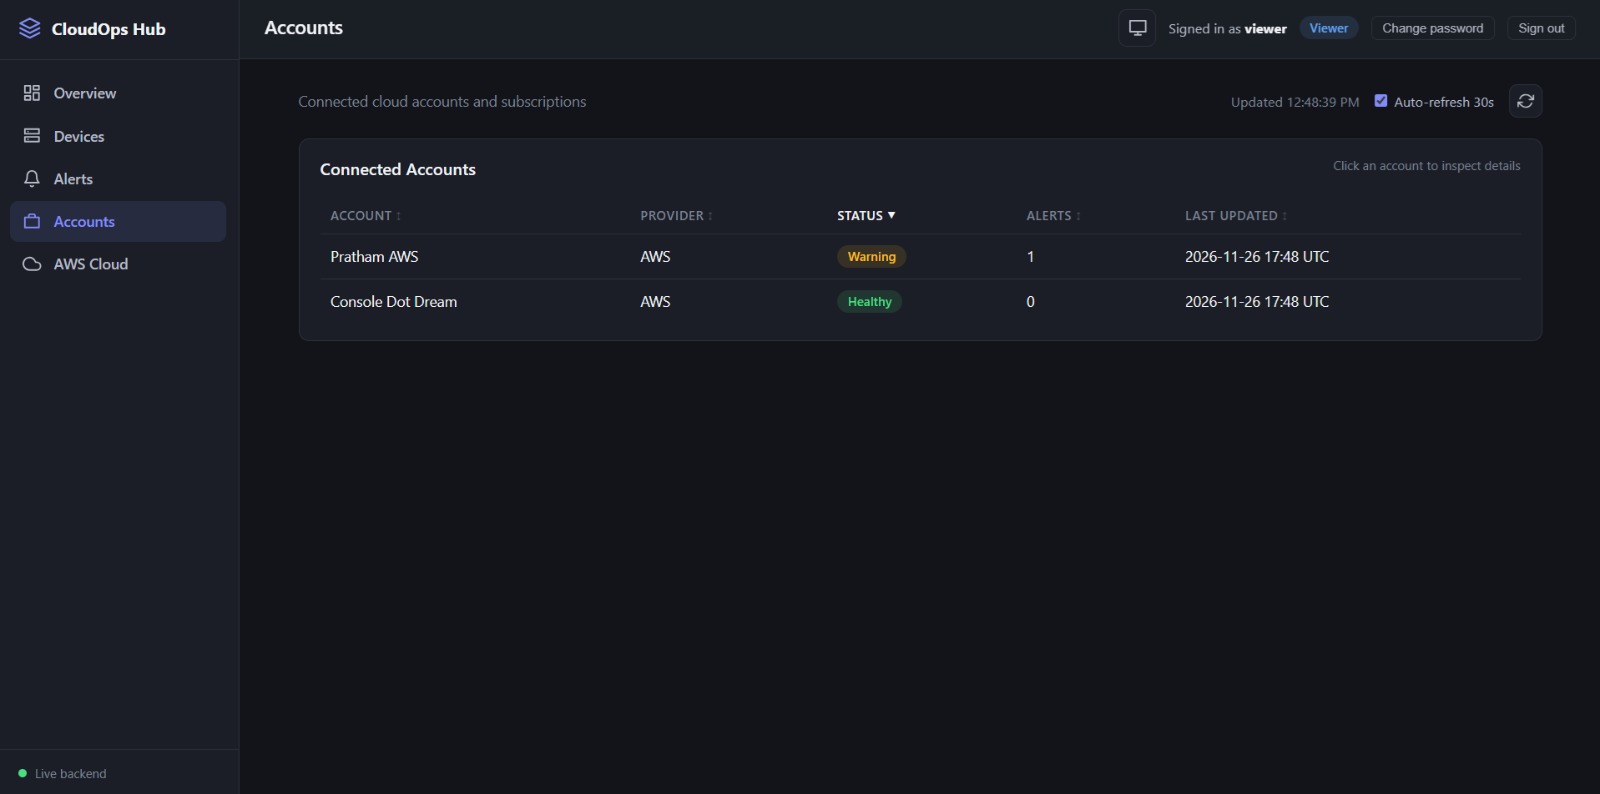 CloudOps Hub
Accounts
Signed in as viewer
Viewer
Change password
Sign out
Overview
Devices
Alerts
Accounts
AWS Cloud
Connected cloud accounts and subscriptions
Updated 12:48:39 PM
Auto-refresh 30s
Connected Accounts
Click an account to inspect details
ACCOUNT ↕ PROVIDER ↕ STATUS ▼ ALERTS ↕ LAST UPDATED ↕
Pratham AWS AWS Warning 1 2026-11-26 17:48 UTC
Console Dot Dream AWS Healthy 0 2026-11-26 17:48 UTC
Live backend